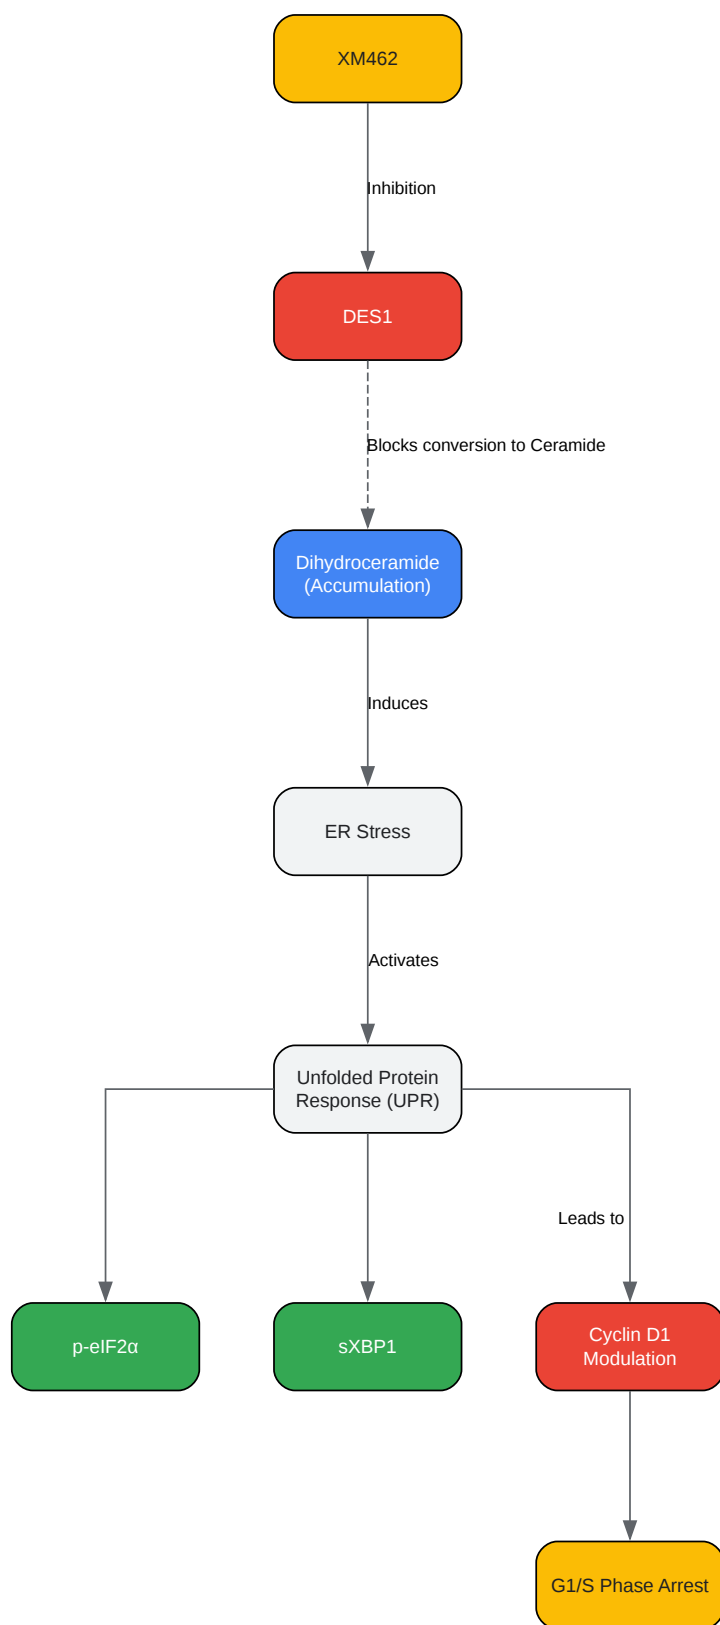 XM462
Inhibition
DES1
Blocks conversion to Ceramide
Dihydroceramide
(Accumulation)
Induces
ER Stress
Activates
Unfolded Protein
Response (UPR)
Leads to
p-eIF2α
sXBP1
Cyclin D1
Modulation
G1/S Phase Arrest